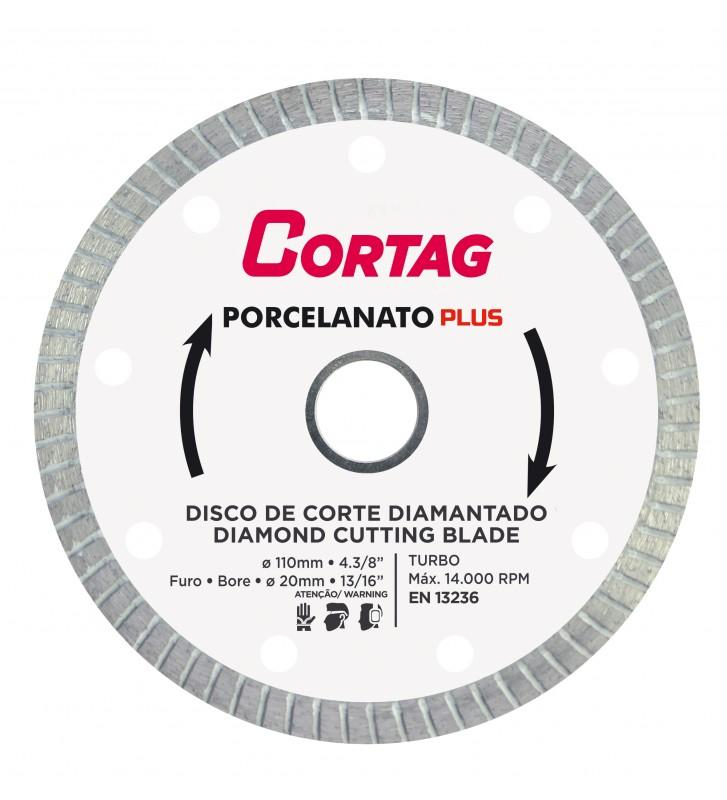 CORTAG
PORCELANATO PLUS
DISCO DE CORTE DIAMANTADO
DIAMOND CUTTING BLADE
ø 110mm • 4.3/8”
Furo • Bore • ø 20mm • 13/16”
ATENÇÃO/ WARNING
TURBO
Máx. 14.000 RPM
EN 13236